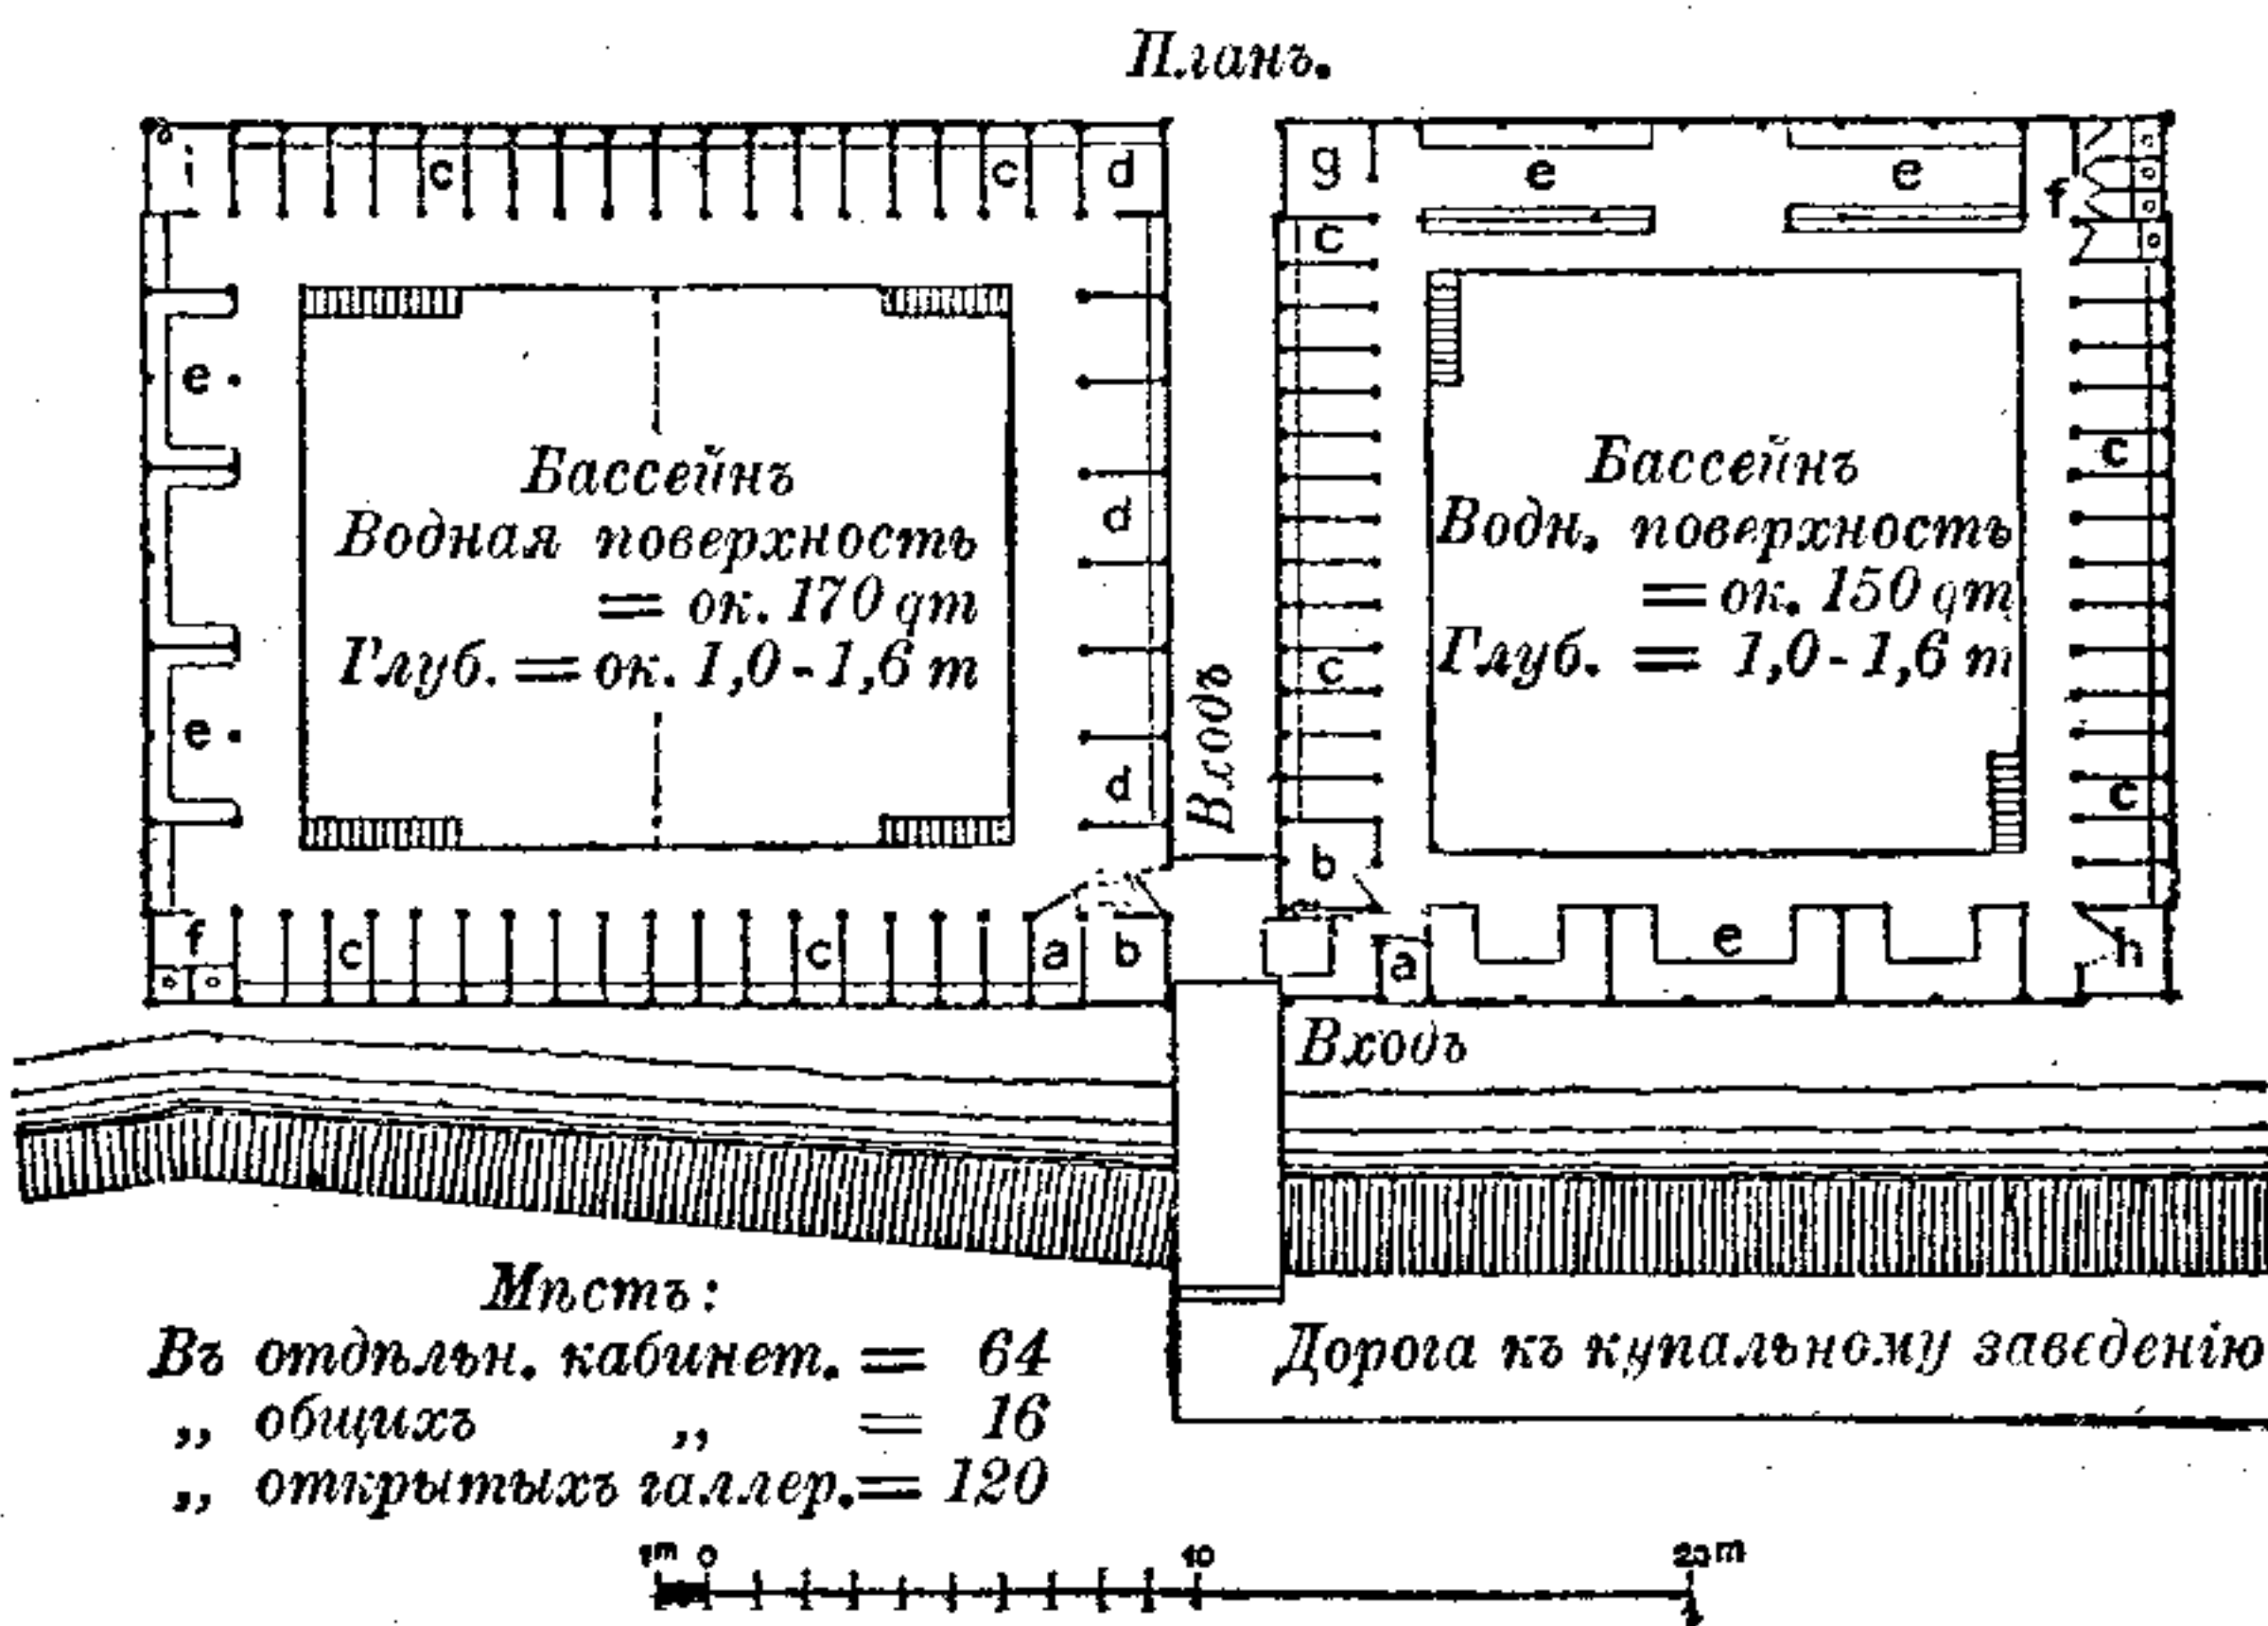 Планъ.
i
c
c
d
g
e
e
f
c
e
Бассейнъ
Водная поверхность
= ок. 170 qm
Глуб. = ок. 1,0 - 1,6 m
d
e
d
Входъ
c
Бассейнъ
Водн. поверхность
= ок. 150 qm
Глуб. = 1,0 - 1,6 m
c
c
b
f
c
c
a
b
a
e
h
Входъ
Мѣстъ:
Въ отдѣльн. кабинет. = 64
„ общихъ „ = 16
„ открытыхъ галлер. = 120
Дорога къ купальному заведенію
1m 0 10 20 m